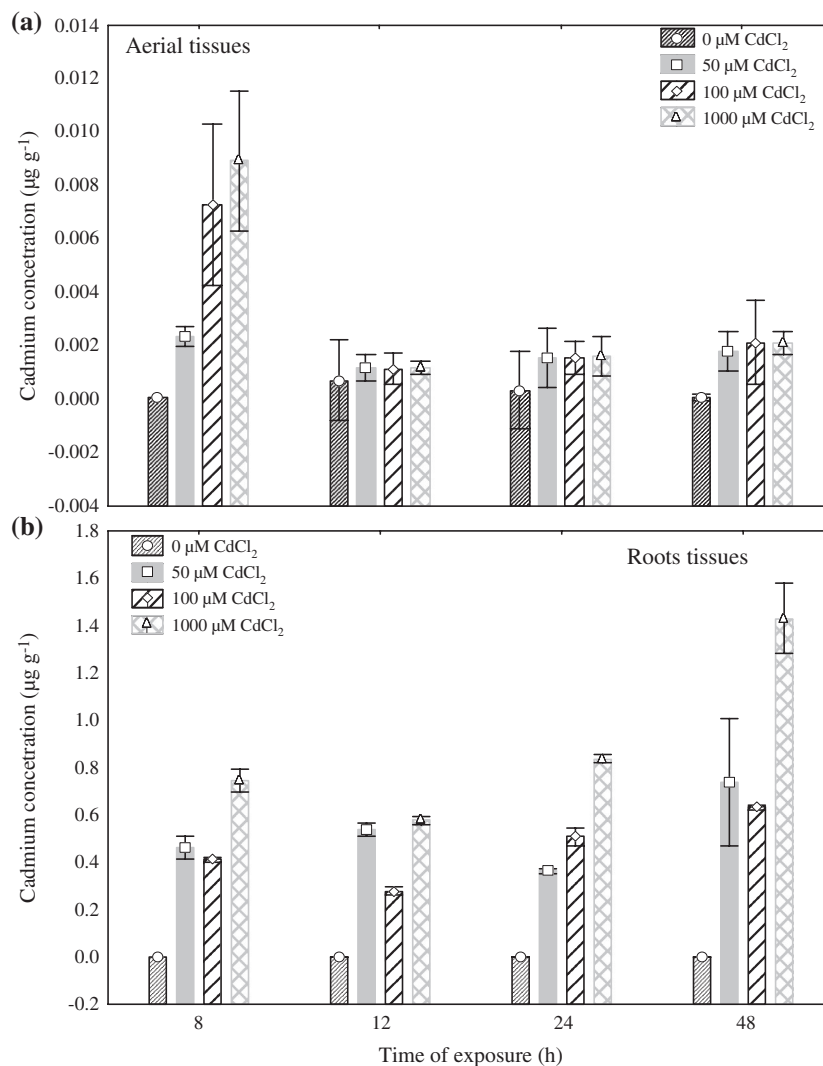 (a)
Aerial tissues
0 µM CdCl₂
50 µM CdCl₂
100 µM CdCl₂
1000 µM CdCl₂
Cadmium concetration (µg g⁻¹)
0.014
0.012
0.010
0.008
0.006
0.004
0.002
0.000
-0.002
-0.004
(b)
Roots tissues
0 µM CdCl₂
50 µM CdCl₂
100 µM CdCl₂
1000 µM CdCl₂
Cadmium concetration (µg g⁻¹)
1.8
1.6
1.4
1.2
1.0
0.8
0.6
0.4
0.2
0.0
-0.2
8 12 24 48
Time of exposure (h)